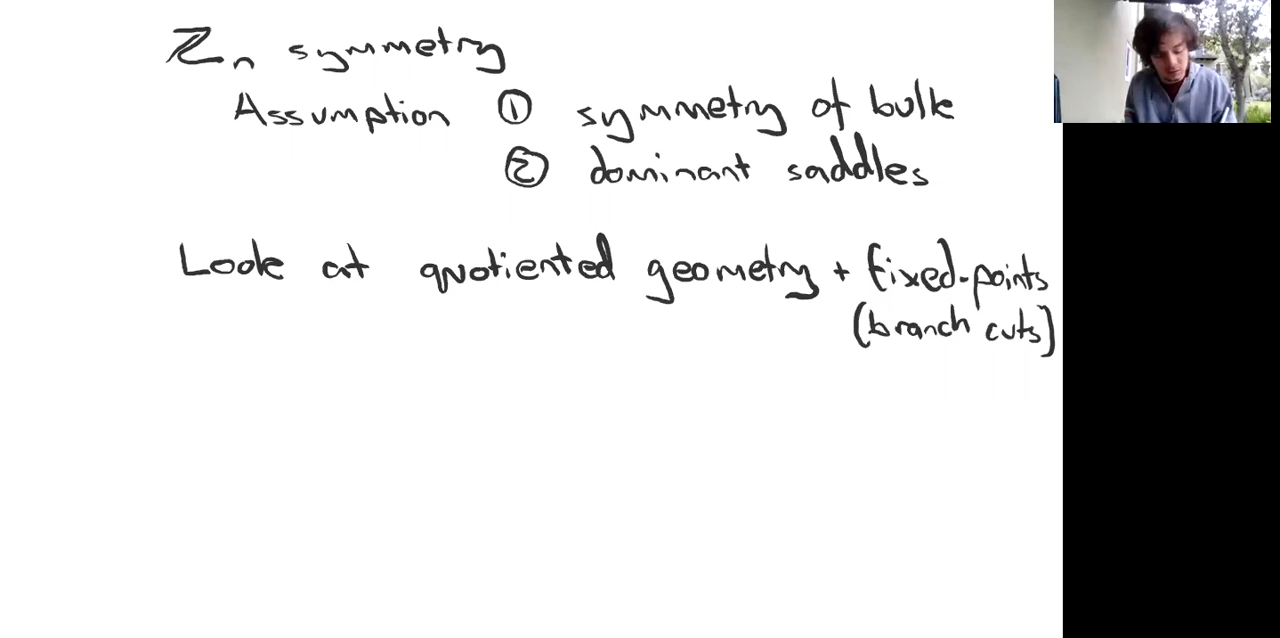 ℤn symmetry
Assumption ① symmetry of bulk
② dominant saddles
Look at quotiented geometry + fixed-points
(branch cuts)